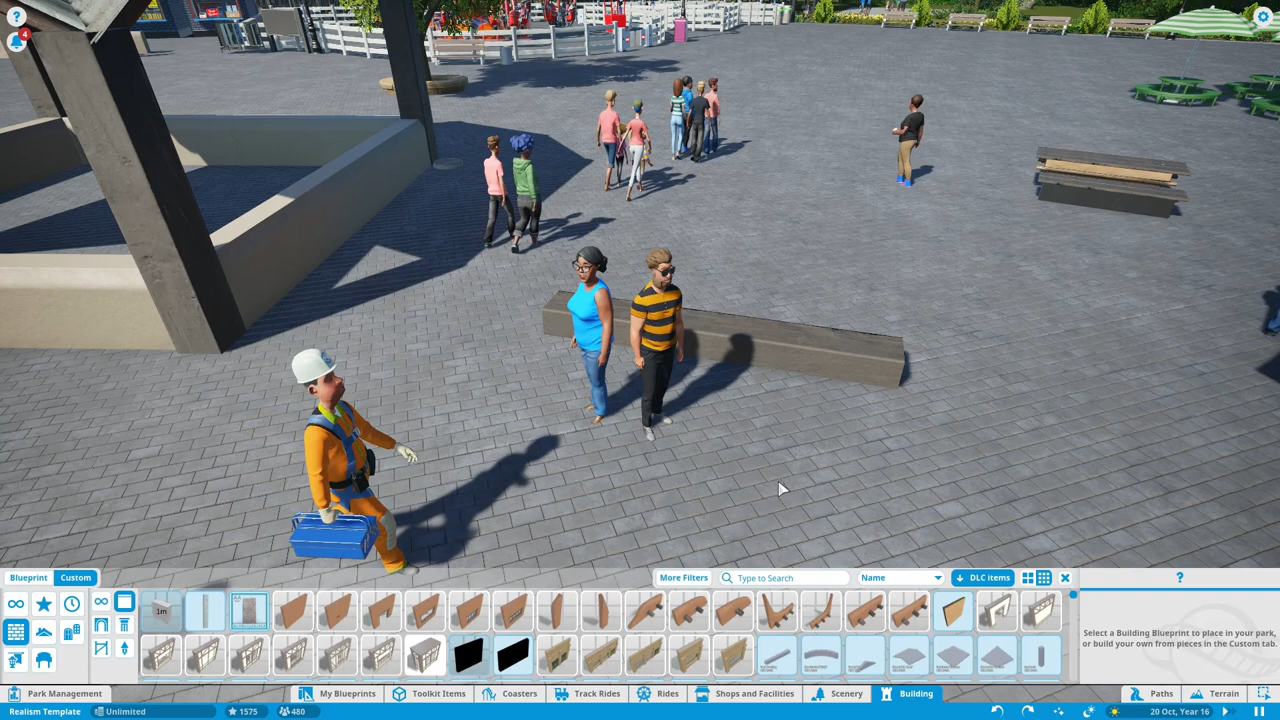 ?
4
Blueprint
Custom
More Filters
Type to Search
Name
DLC items
?
1m
Select a Building Blueprint to place in your park,
or build your own from pieces in the Custom tab.
Park Management
My Blueprints
Toolkit Items
Coasters
Track Rides
Rides
Shops and Facilities
Scenery
Building
Paths
Terrain
Realism Template
Unlimited
1575
480
20 Oct, Year 16